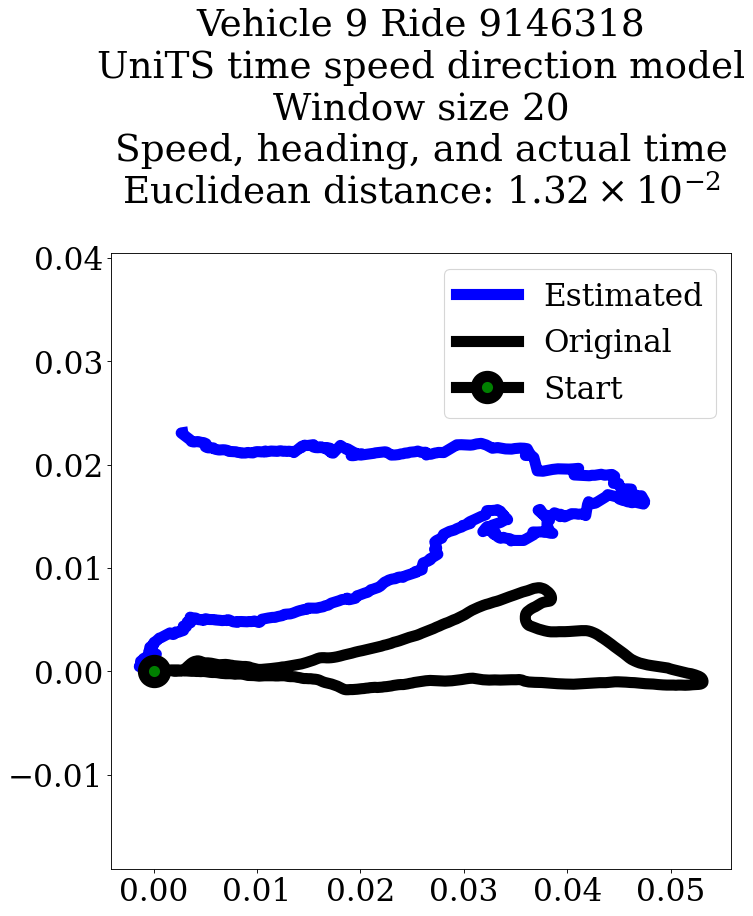 Vehicle 9 Ride 9146318
UniTS time speed direction model
Window size 20
Speed, heading, and actual time
Euclidean distance: 1.32 × 10⁻²
Estimated
Original
Start
0.04
0.03
0.02
0.01
0.00
−0.01
0.00 0.01 0.02 0.03 0.04 0.05